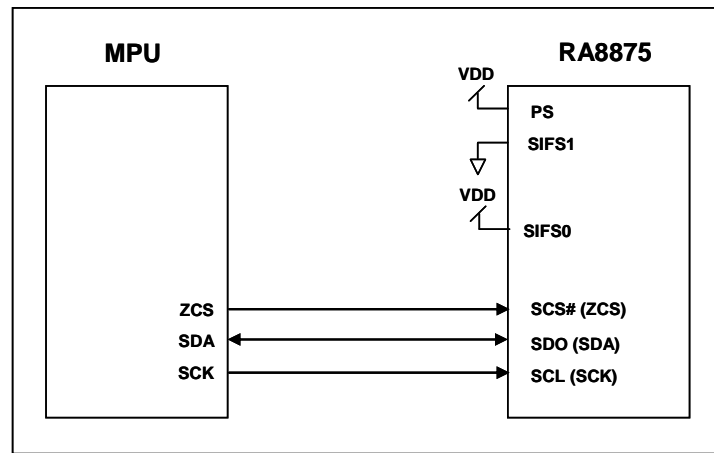 MPU
RA8875
VDD
PS
SIFS1
VDD
SIFS0
ZCS
SCS# (ZCS)
SDA
SDO (SDA)
SCK
SCL (SCK)